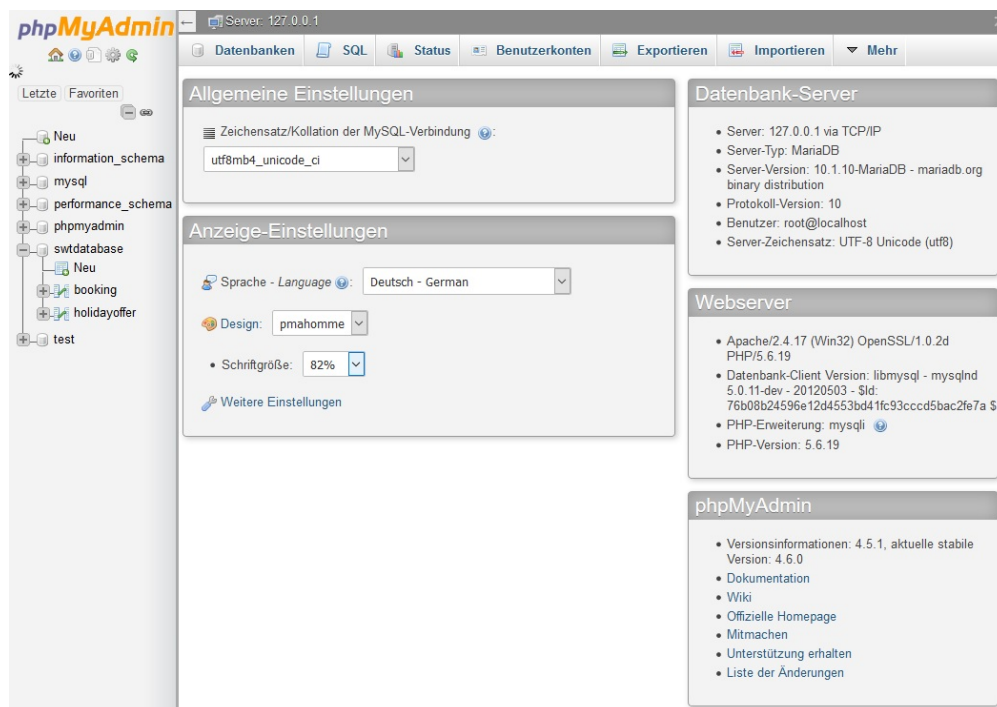 phpMyAdmin
Letzte Favoriten
Neu
information_schema
mysql
performance_schema
phpmyadmin
swtdatabase
Neu
booking
holidayoffer
test
Server: 127.0.0.1
Datenbanken SQL Status Benutzerkonten Exportieren Importieren Mehr
Allgemeine Einstellungen
Zeichensatz/Kollation der MySQL-Verbindung :
utf8mb4_unicode_ci
Anzeige-Einstellungen
Sprache - Language : Deutsch - German
Design: pmahomme
• Schriftgröße: 82%
Weitere Einstellungen
Datenbank-Server
• Server: 127.0.0.1 via TCP/IP
• Server-Typ: MariaDB
• Server-Version: 10.1.10-MariaDB - mariadb.org
binary distribution
• Protokoll-Version: 10
• Benutzer: root@localhost
• Server-Zeichensatz: UTF-8 Unicode (utf8)
Webserver
• Apache/2.4.17 (Win32) OpenSSL/1.0.2d
PHP/5.6.19
• Datenbank-Client Version: libmysql - mysqlnd
5.0.11-dev - 20120503 - $Id:
76b08b24596e12d4553bd41fc93cccd5bac2fe7a $
• PHP-Erweiterung: mysqli
• PHP-Version: 5.6.19
phpMyAdmin
• Versionsinformationen: 4.5.1, aktuelle stabile
Version: 4.6.0
• Dokumentation
• Wiki
• Offizielle Homepage
• Mitmachen
• Unterstützung erhalten
• Liste der Änderungen